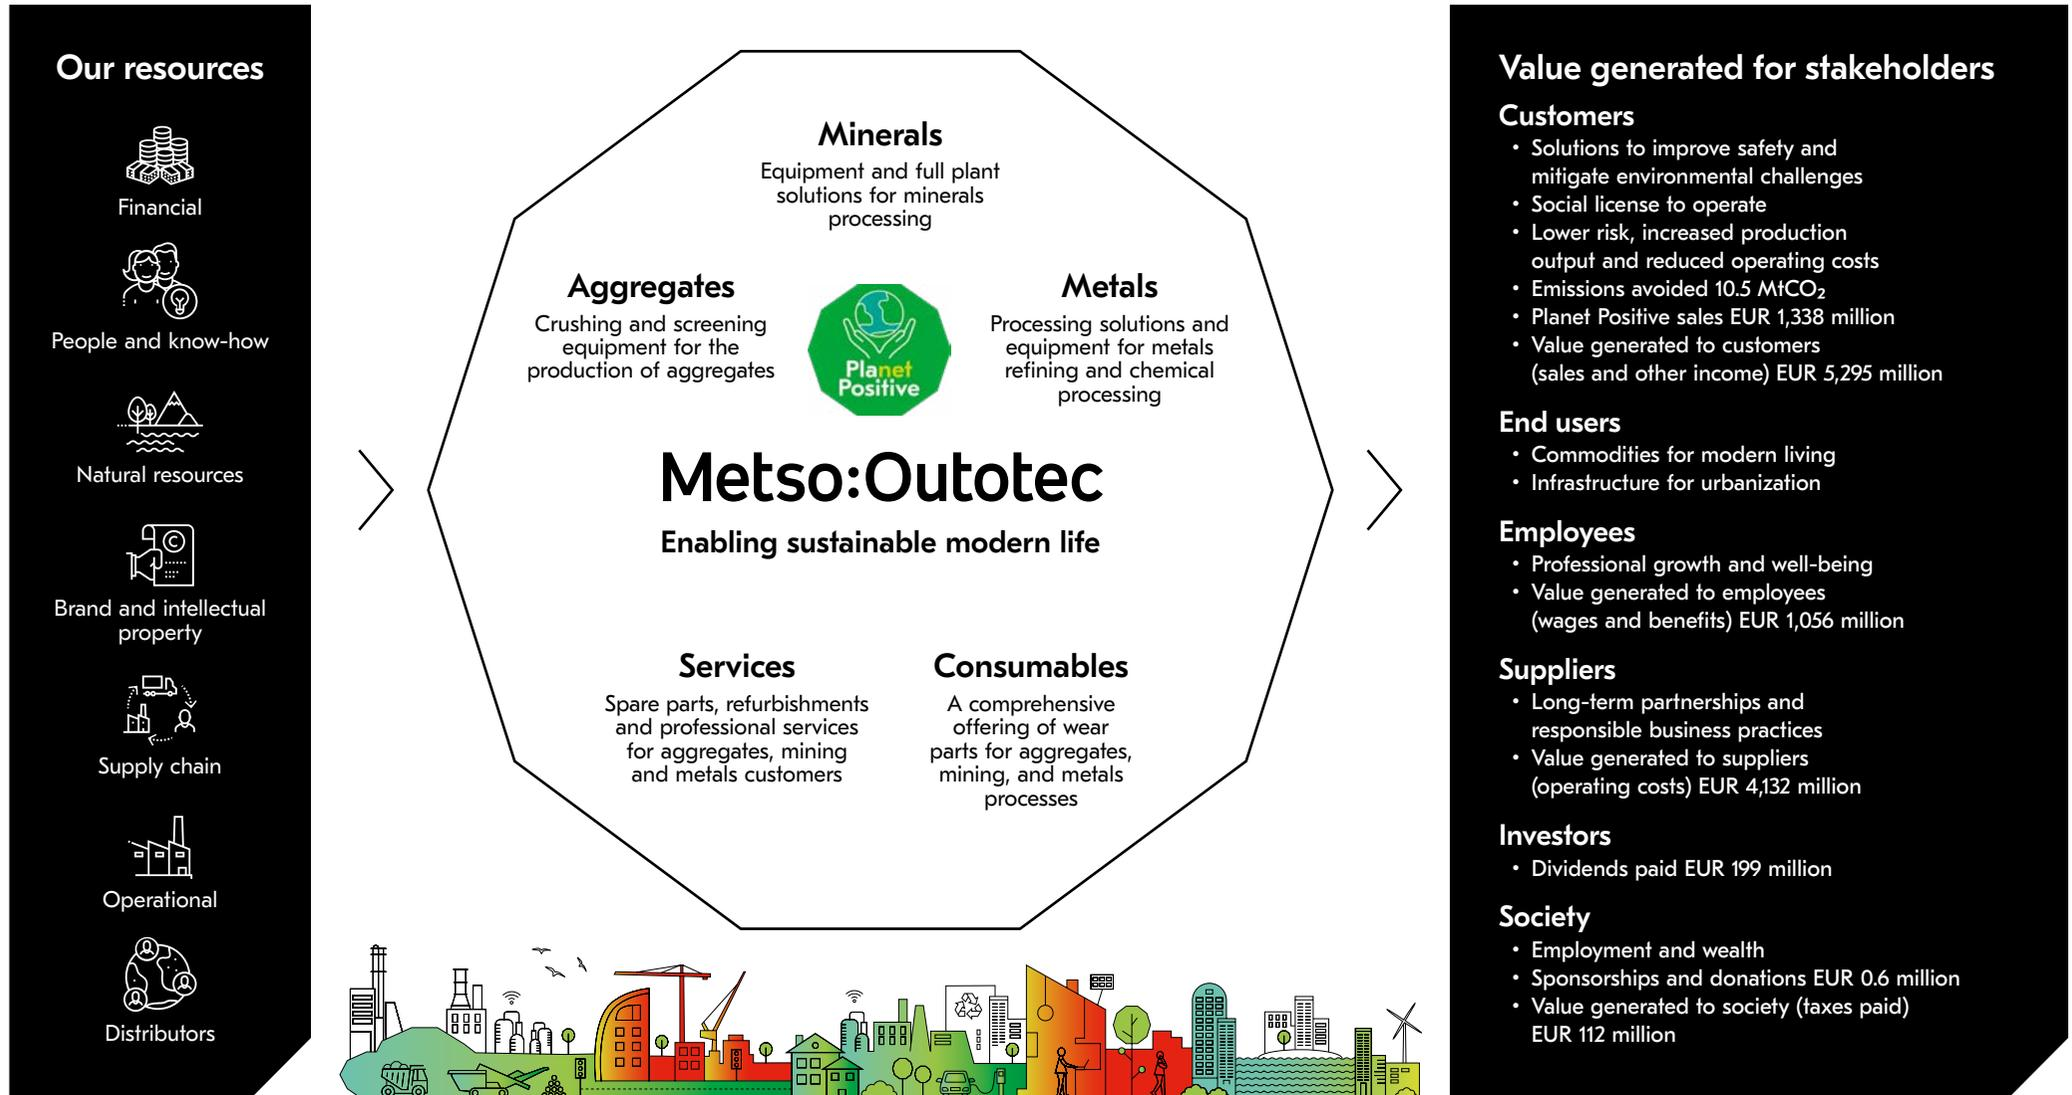 Our resources
Financial
People and know-how
Natural resources
Brand and intellectual
property
Supply chain
Operational
Distributors
Minerals
Equipment and full plant
solutions for minerals
processing
Aggregates
Crushing and screening
equipment for the
production of aggregates
Planet
Positive
Metals
Processing solutions and
equipment for metals
refining and chemical
processing
Metso:Outotec
Enabling sustainable modern life
Services
Spare parts, refurbishments
and professional services
for aggregates, mining
and metals customers
Consumables
A comprehensive
offering of wear
parts for aggregates,
mining, and metals
processes
Value generated for stakeholders
Customers
• Solutions to improve safety and
mitigate environmental challenges
• Social license to operate
• Lower risk, increased production
output and reduced operating costs
• Emissions avoided 10.5 MtCO₂
• Planet Positive sales EUR 1,338 million
• Value generated to customers
(sales and other income) EUR 5,295 million
End users
• Commodities for modern living
• Infrastructure for urbanization
Employees
• Professional growth and well-being
• Value generated to employees
(wages and benefits) EUR 1,056 million
Suppliers
• Long-term partnerships and
responsible business practices
• Value generated to suppliers
(operating costs) EUR 4,132 million
Investors
• Dividends paid EUR 199 million
Society
• Employment and wealth
• Sponsorships and donations EUR 0.6 million
• Value generated to society (taxes paid)
EUR 112 million